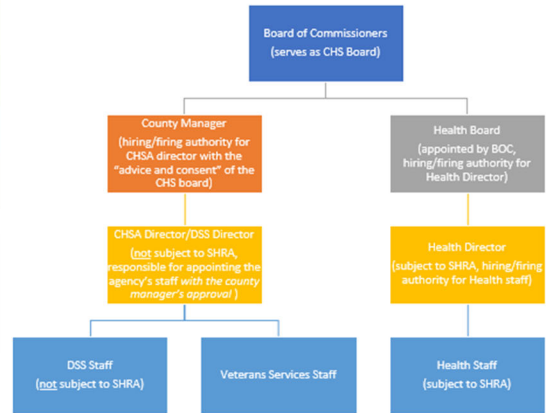 Board of Commissioners
(serves as CHS Board)
County Manager
(hiring/firing authority for
CHSA director with the
“advice and consent” of the
CHS board)
Health Board
(appointed by BOC,
hiring/firing authority for
Health Director)
CHSA Director/DSS Director
(not subject to SHRA,
responsible for appointing the
agency's staff with the county
manager's approval )
Health Director
(subject to SHRA, hiring/firing
authority for Health staff)
DSS Staff
(not subject to SHRA)
Veterans Services Staff
Health Staff
(subject to SHRA)